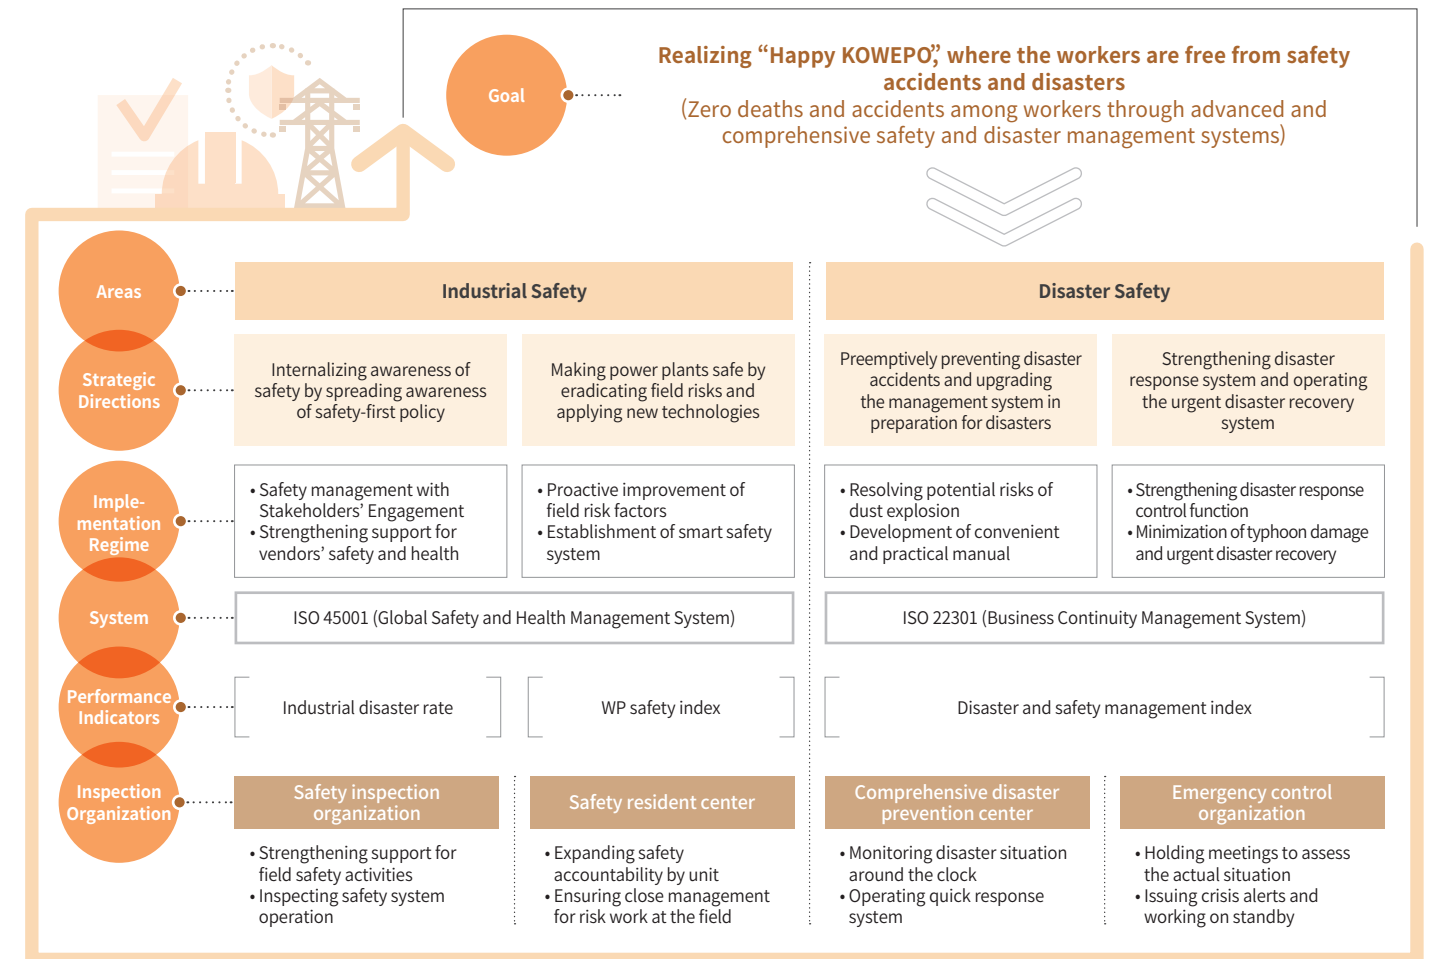 Goal
Realizing “Happy KOWEPO”, where the workers are free from safety
accidents and disasters
(Zero deaths and accidents among workers through advanced and
comprehensive safety and disaster management systems)
Areas
Industrial Safety
Disaster Safety
Strategic
Directions
Internalizing awareness of
safety by spreading awareness
of safety-first policy
Making power plants safe by
eradicating field risks and
applying new technologies
Preemptively preventing disaster
accidents and upgrading
the management system in
preparation for disasters
Strengthening disaster
response system and operating
the urgent disaster recovery
system
Imple-
mentation
Regime
• Safety management with
Stakeholders’ Engagement
• Strengthening support for
vendors’ safety and health
• Proactive improvement of
field risk factors
• Establishment of smart safety
system
• Resolving potential risks of
dust explosion
• Development of convenient
and practical manual
• Strengthening disaster response
control function
• Minimization of typhoon damage
and urgent disaster recovery
System
ISO 45001 (Global Safety and Health Management System)
ISO 22301 (Business Continuity Management System)
Performance
Indicators
Industrial disaster rate
WP safety index
Disaster and safety management index
Inspection
Organization
Safety inspection
organization
Safety resident center
Comprehensive disaster
prevention center
Emergency control
organization
• Strengthening support for
field safety activities
• Inspecting safety system
operation
• Expanding safety
accountability by unit
• Ensuring close management
for risk work at the field
• Monitoring disaster situation
around the clock
• Operating quick response
system
• Holding meetings to assess
the actual situation
• Issuing crisis alerts and
working on standby